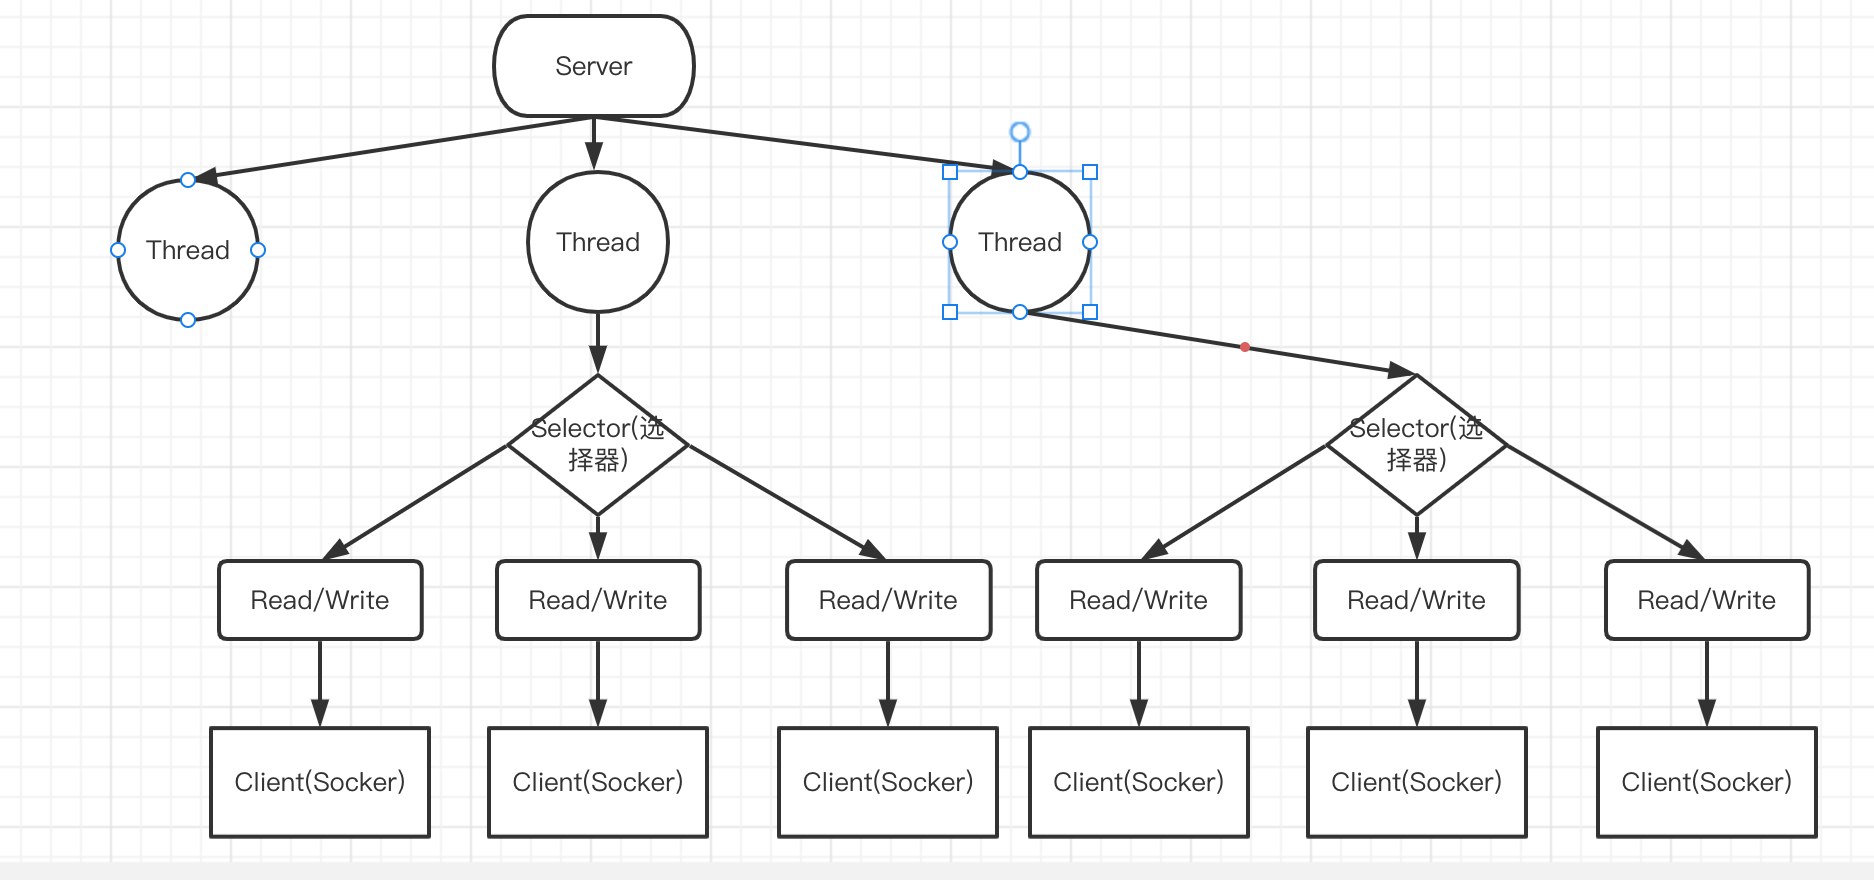 Server
Thread
Thread
Thread
Selector(选
择器)
Selector(选
择器)
Read/Write
Read/Write
Read/Write
Read/Write
Read/Write
Read/Write
Client(Socker)
Client(Socker)
Client(Socker)
Client(Socker)
Client(Socker)
Client(Socker)